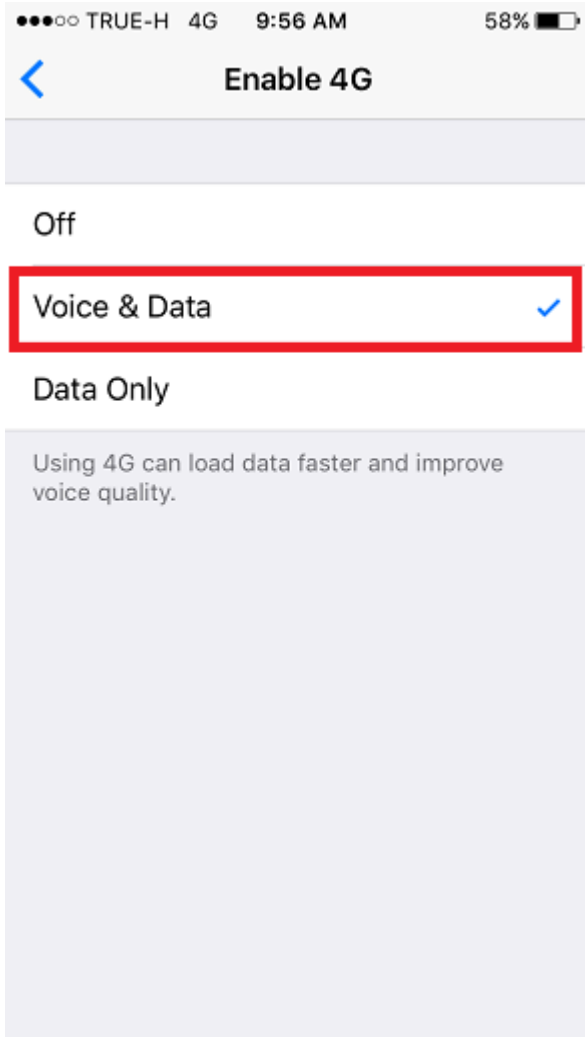 TRUE-H 4G 9:56 AM 58%
Enable 4G
Off
Voice & Data
Data Only
Using 4G can load data faster and improve
voice quality.